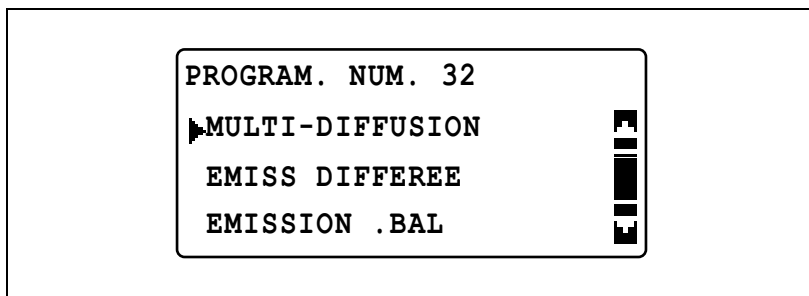 PROGRAM. NUM. 32
MULTI-DIFFUSION
EMISS DIFFEREE
EMISSION .BAL